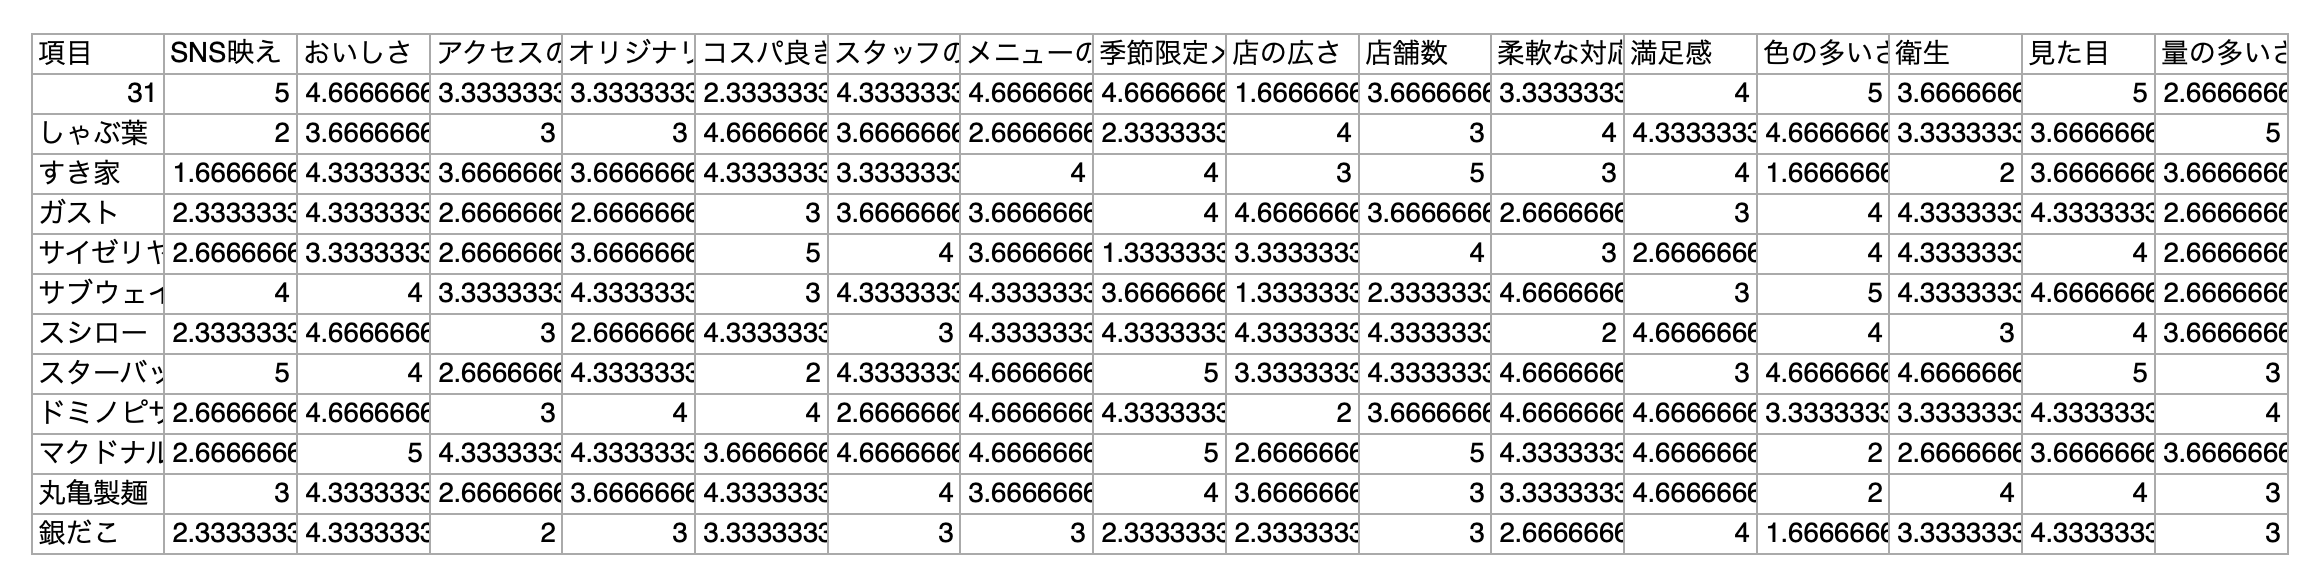 項目 SNS映え おいしさ アクセスの オリジナリ コスパ良さ スタッフの メニューの 季節限定メ 店の広さ 店舗数 柔軟な対応 満足感 色の多いさ 衛生 見た目 量の多いさ
31 5 4.6666666 3.3333333 3.3333333 2.3333333 4.3333333 4.6666666 4.6666666 1.6666666 3.6666666 3.3333333 4 5 3.6666666 5 2.6666666
しゃぶ葉 2 3.6666666 3 3 4.6666666 3.6666666 2.6666666 2.3333333 4 3 4 4.3333333 4.6666666 3.3333333 3.6666666 5
すき家 1.6666666 4.3333333 3.6666666 3.6666666 4.3333333 3.3333333 4 4 3 5 3 4 1.6666666 2 3.6666666 3.6666666
ガスト 2.3333333 4.3333333 2.6666666 2.6666666 3 3.6666666 3.6666666 4 4.6666666 3.6666666 2.6666666 3 4 4.3333333 4.3333333 2.6666666
サイゼリヤ 2.6666666 3.3333333 2.6666666 3.6666666 5 4 3.6666666 1.3333333 3.3333333 4 3 2.6666666 4 4.3333333 4 2.6666666
サブウェイ 4 4 3.3333333 4.3333333 3 4.3333333 4.3333333 3.6666666 1.3333333 2.3333333 4.6666666 3 5 4.3333333 4.6666666 2.6666666
スシロー 2.3333333 4.6666666 3 2.6666666 4.3333333 3 4.3333333 4.3333333 4.3333333 4.3333333 2 4.6666666 4 3 4 3.6666666
スターバッ 5 4 2.6666666 4.3333333 2 4.3333333 4.6666666 5 3.3333333 4.3333333 4.6666666 3 4.6666666 4.6666666 5 3
ドミノピザ 2.6666666 4.6666666 3 4 4 2.6666666 4.6666666 4.3333333 2 3.6666666 4.6666666 4.6666666 3.3333333 3.3333333 4.3333333 4
マクドナル 2.6666666 5 4.3333333 4.3333333 3.6666666 4.6666666 4.6666666 5 2.6666666 5 4.3333333 4.6666666 2 2.6666666 3.6666666 3.6666666
丸亀製麺 3 4.3333333 2.6666666 3.6666666 4.3333333 4 3.6666666 4 3.6666666 3 3.3333333 4.6666666 2 4 4 3
銀だこ 2.3333333 4.3333333 2 3 3.3333333 3 3 2.3333333 2.3333333 3 2.6666666 4 1.6666666 3.3333333 4.3333333 3